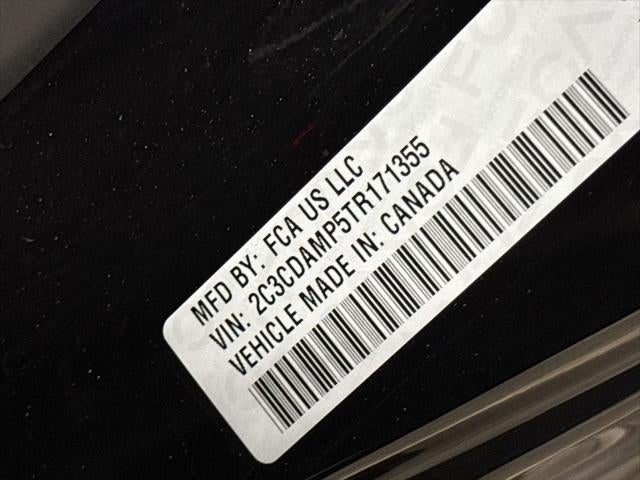 MFD BY: FCA US LLC
VIN: 2C3CDAMP5TR171355
VEHICLE MADE IN: CANADA